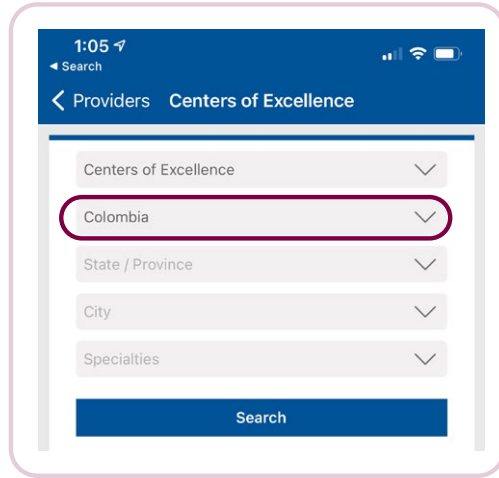 1:05
Search
Providers Centers of Excellence
Centers of Excellence
Colombia
State / Province
City
Specialties
Search